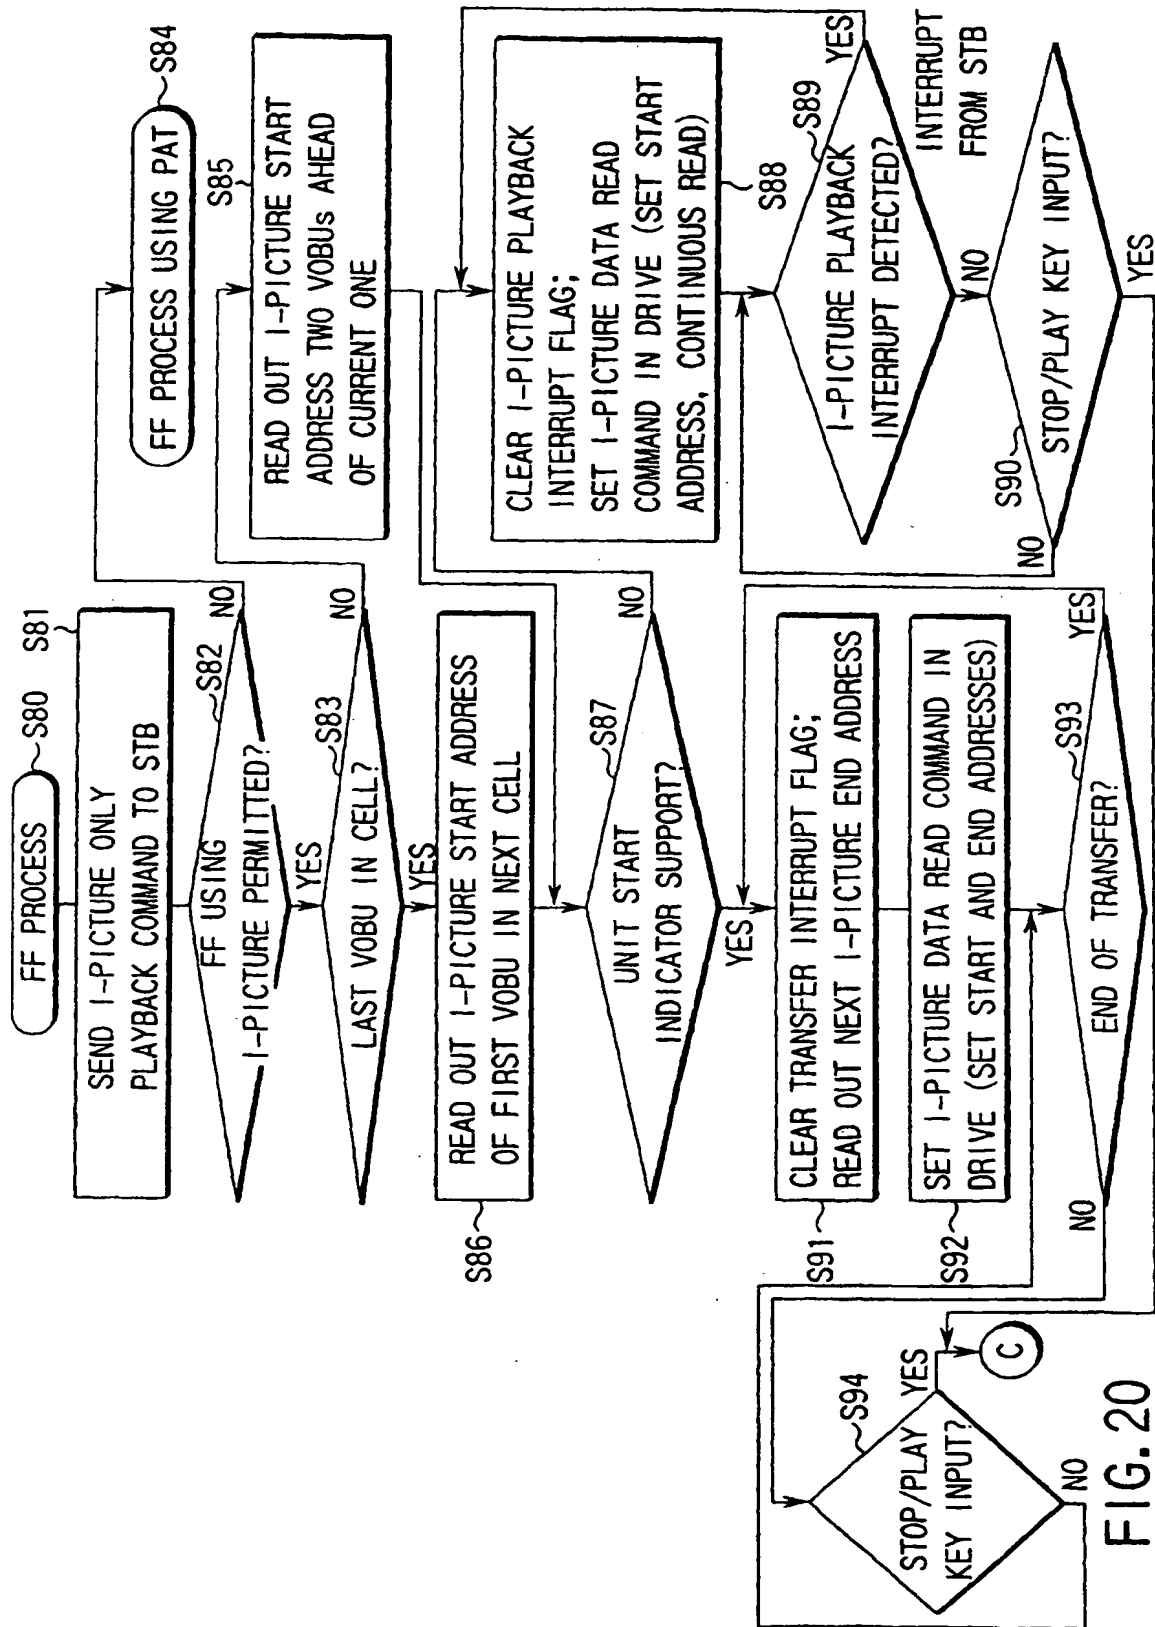 FF PROCESS
S80
SEND I-PICTURE ONLY
PLAYBACK COMMAND TO STB
S81
FF USING
I-PICTURE PERMITTED?
S82
NO
YES
FF PROCESS USING PAT
S84
LAST VOBU IN CELL?
S83
NO
YES
S85
READ OUT I-PICTURE START
ADDRESS TWO VOBUs AHEAD
OF CURRENT ONE
READ OUT I-PICTURE START ADDRESS
OF FIRST VOBU IN NEXT CELL
S86
UNIT START
INDICATOR SUPPORT?
S87
NO
YES
CLEAR I-PICTURE PLAYBACK
INTERRUPT FLAG;
SET I-PICTURE DATA READ
COMMAND IN DRIVE (SET START
ADDRESS, CONTINUOUS READ)
S88
I-PICTURE PLAYBACK
INTERRUPT DETECTED?
S89
YES
NO
INTERRUPT
FROM STB
STOP/PLAY KEY INPUT?
S90
NO
YES
CLEAR TRANSFER INTERRUPT FLAG;
READ OUT NEXT I-PICTURE END ADDRESS
S91
SET I-PICTURE DATA READ COMMAND IN
DRIVE (SET START AND END ADDRESSES)
S92
END OF TRANSFER?
S93
YES
NO
STOP/PLAY
KEY INPUT?
S94
YES
NO
C
FIG. 20